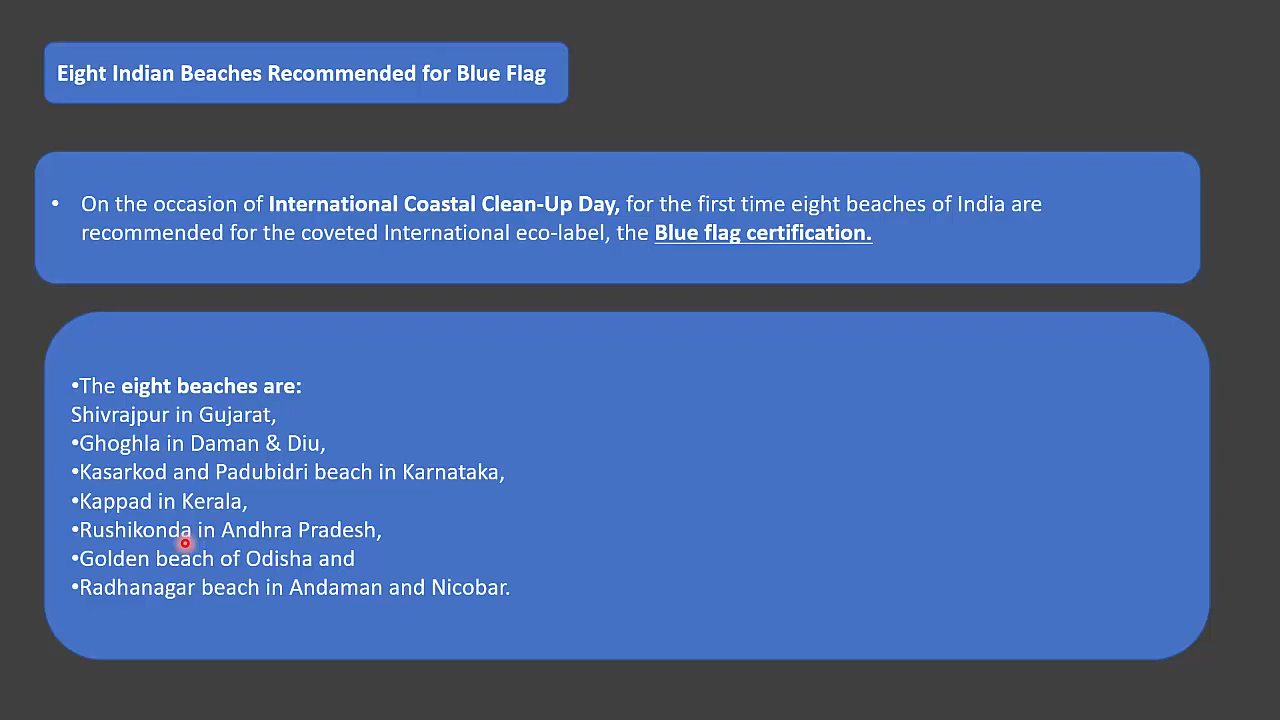 Eight Indian Beaches Recommended for Blue Flag
• On the occasion of International Coastal Clean-Up Day, for the first time eight beaches of India are
recommended for the coveted International eco-label, the Blue flag certification.
•The eight beaches are:
Shivrajpur in Gujarat,
•Ghoghla in Daman & Diu,
•Kasarkod and Padubidri beach in Karnataka,
•Kappad in Kerala,
•Rushikonda in Andhra Pradesh,
•Golden beach of Odisha and
•Radhanagar beach in Andaman and Nicobar.